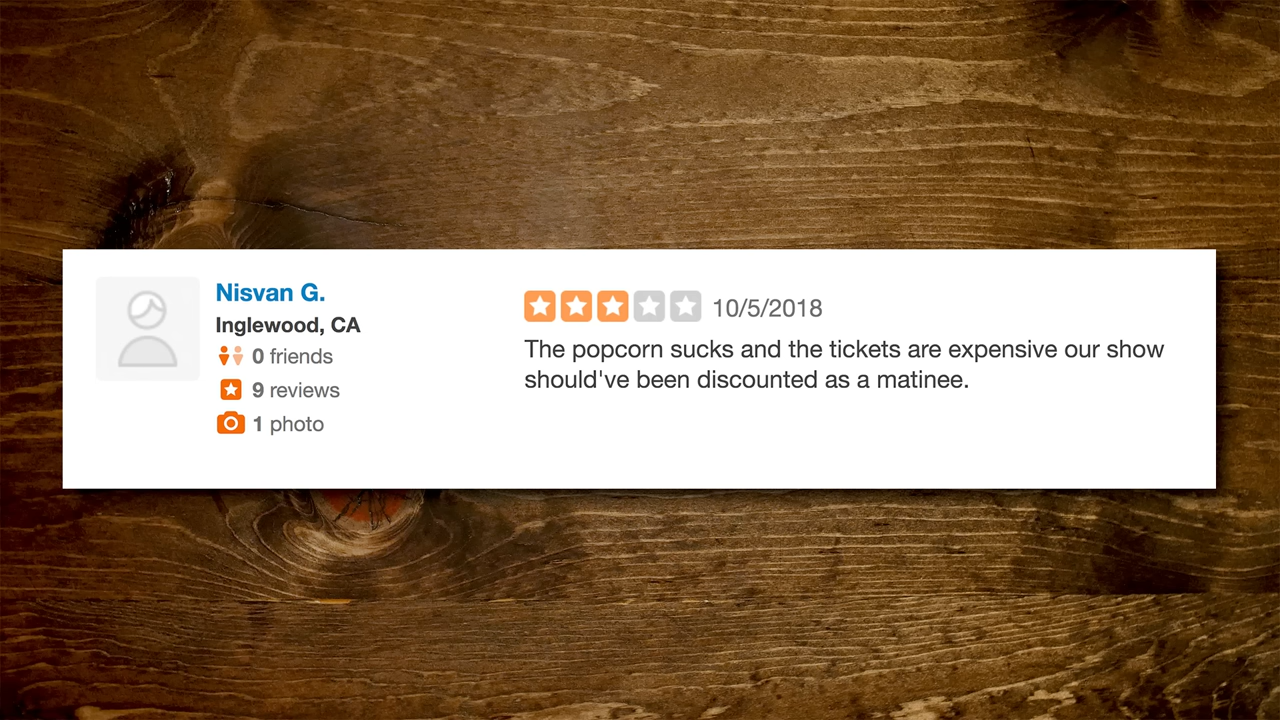 Nisvan G.
Inglewood, CA
0 friends
9 reviews
1 photo
10/5/2018
The popcorn sucks and the tickets are expensive our show
should've been discounted as a matinee.